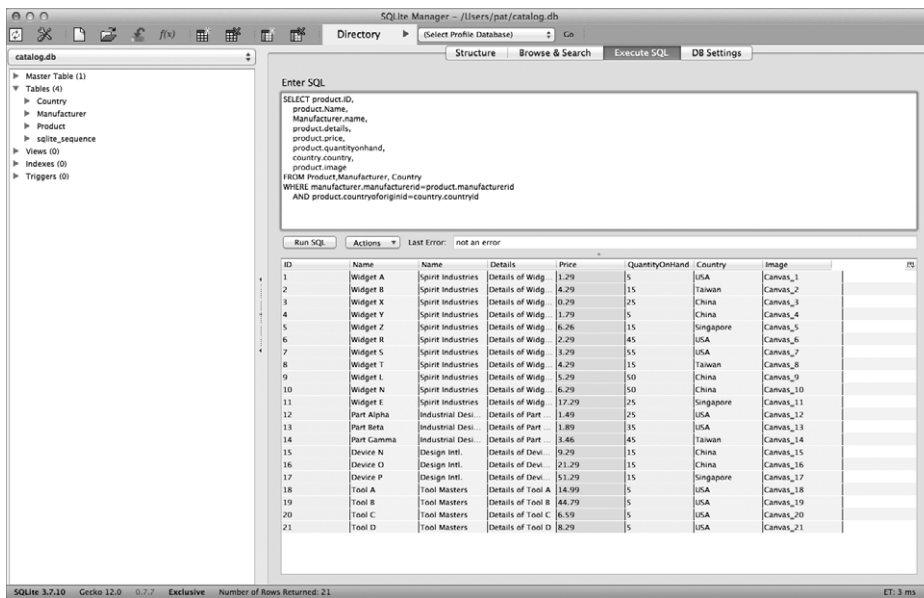 SQLite Manager - /Users/pat/catalog.db
f(x)
Directory
(Select Profile Database)
Go
catalog.db
Structure
Browse & Search
Execute SQL
DB Settings
Master Table (1)
Tables (4)
Country
Manufacturer
Product
sqlite_sequence
Views (0)
Indexes (0)
Triggers (0)
Enter SQL
SELECT product.ID,
product.Name,
Manufacturer.name,
product.details,
product.price,
product.quantityonhand,
country.country,
product.image
FROM Product,Manufacturer, Country
WHERE manufacturer.manufacturerid=product.manufacturerid
AND product.countryoforiginid=country.countryid
Run SQL Actions Last Error: not an error
ID Name Name Details Price QuantityOnHand Country Image
1 Widget A Spirit Industries Details of Widg... 1.29 5 USA Canvas_1
2 Widget B Spirit Industries Details of Widg... 4.29 15 Taiwan Canvas_2
3 Widget X Spirit Industries Details of Widg... 0.29 25 China Canvas_3
4 Widget Y Spirit Industries Details of Widg... 1.79 5 China Canvas_4
5 Widget Z Spirit Industries Details of Widg... 6.26 15 Singapore Canvas_5
6 Widget R Spirit Industries Details of Widg... 2.29 45 USA Canvas_6
7 Widget S Spirit Industries Details of Widg... 3.29 55 USA Canvas_7
8 Widget T Spirit Industries Details of Widg... 4.29 15 Taiwan Canvas_8
9 Widget L Spirit Industries Details of Widg... 5.29 50 China Canvas_9
10 Widget N Spirit Industries Details of Widg... 6.29 50 China Canvas_10
11 Widget E Spirit Industries Details of Widg... 17.29 25 Singapore Canvas_11
12 Part Alpha Industrial Desi... Details of Part ... 1.49 25 USA Canvas_12
13 Part Beta Industrial Desi... Details of Part ... 1.89 35 USA Canvas_13
14 Part Gamma Industrial Desi... Details of Part ... 3.46 45 Taiwan Canvas_14
15 Device N Design Intl. Details of Devi... 9.29 15 China Canvas_15
16 Device O Design Intl. Details of Devi... 21.29 15 China Canvas_16
17 Device P Design Intl. Details of Devi... 51.29 15 Singapore Canvas_17
18 Tool A Tool Masters Details of Tool A 14.99 5 USA Canvas_18
19 Tool B Tool Masters Details of Tool B 44.79 5 USA Canvas_19
20 Tool C Tool Masters Details of Tool C 6.59 5 USA Canvas_20
21 Tool D Tool Masters Details of Tool D 8.29 5 USA Canvas_21
SQLite 3.7.10 Gecko 12.0 0.7.7 Exclusive Number of Rows Returned: 21 ET: 3 ms